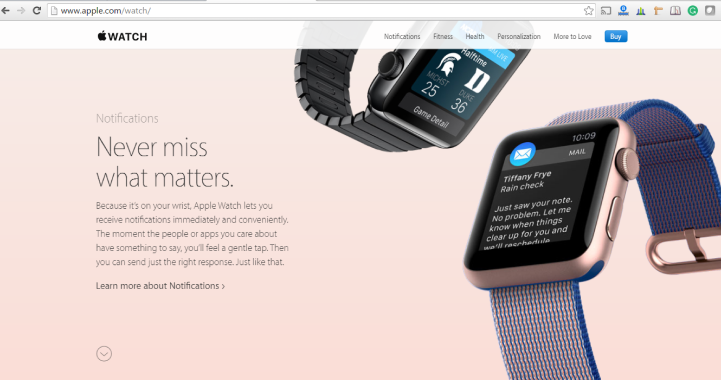 www.apple.com/watch/
WATCH
Notifications Fitness Health Personalization More to Love Buy
Halftime
MICHST DUKE
25 36
Game Detail
Notifications
Never miss
what matters.
Because it's on your wrist, Apple Watch lets you
receive notifications immediately and conveniently.
The moment the people or apps you care about
have something to say, you'll feel a gentle tap. Then
you can send just the right response. Just like that.
Learn more about Notifications ›
10:09
MAIL
Tiffany Frye
Rain check
Just saw your note.
No problem. Let me
know when things
clear up for you and
we'll reschedule